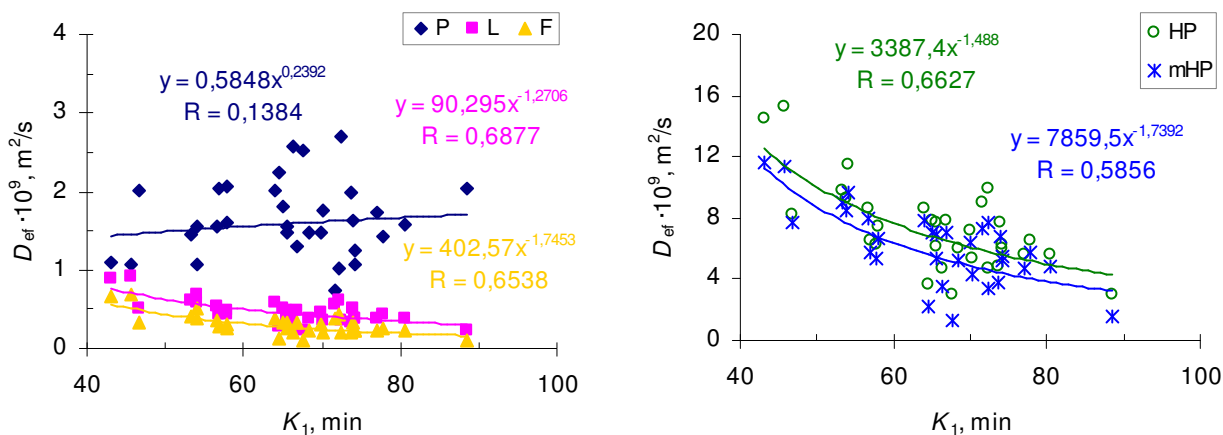 P L F
y = 0,5848x^0,2392
R = 0,1384
y = 90,295x^-1,2706
R = 0,6877
y = 402,57x^-1,7453
R = 0,6538
4
3
2
1
0
40 60 80 100
D_ef ·10^9, m^2/s
K_1, min
HP
mHP
y = 3387,4x^-1,488
R = 0,6627
y = 7859,5x^-1,7392
R = 0,5856
20
16
12
8
4
0
40 60 80 100
D_ef ·10^9, m^2/s
K_1, min